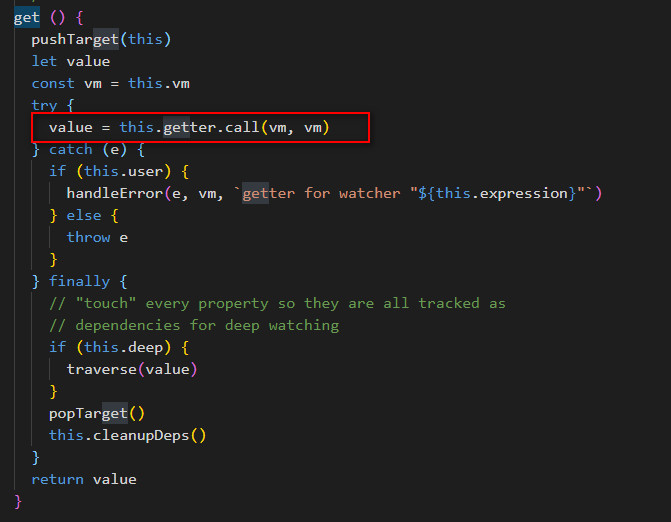 get () {
pushTarget(this)
let value
const vm = this.vm
try {
value = this.getter.call(vm, vm)
} catch (e) {
if (this.user) {
handleError(e, vm, `getter for watcher "${this.expression}"`)
} else {
throw e
}
} finally {
// "touch" every property so they are all tracked as
// dependencies for deep watching
if (this.deep) {
traverse(value)
}
popTarget()
this.cleanupDeps()
}
return value
}